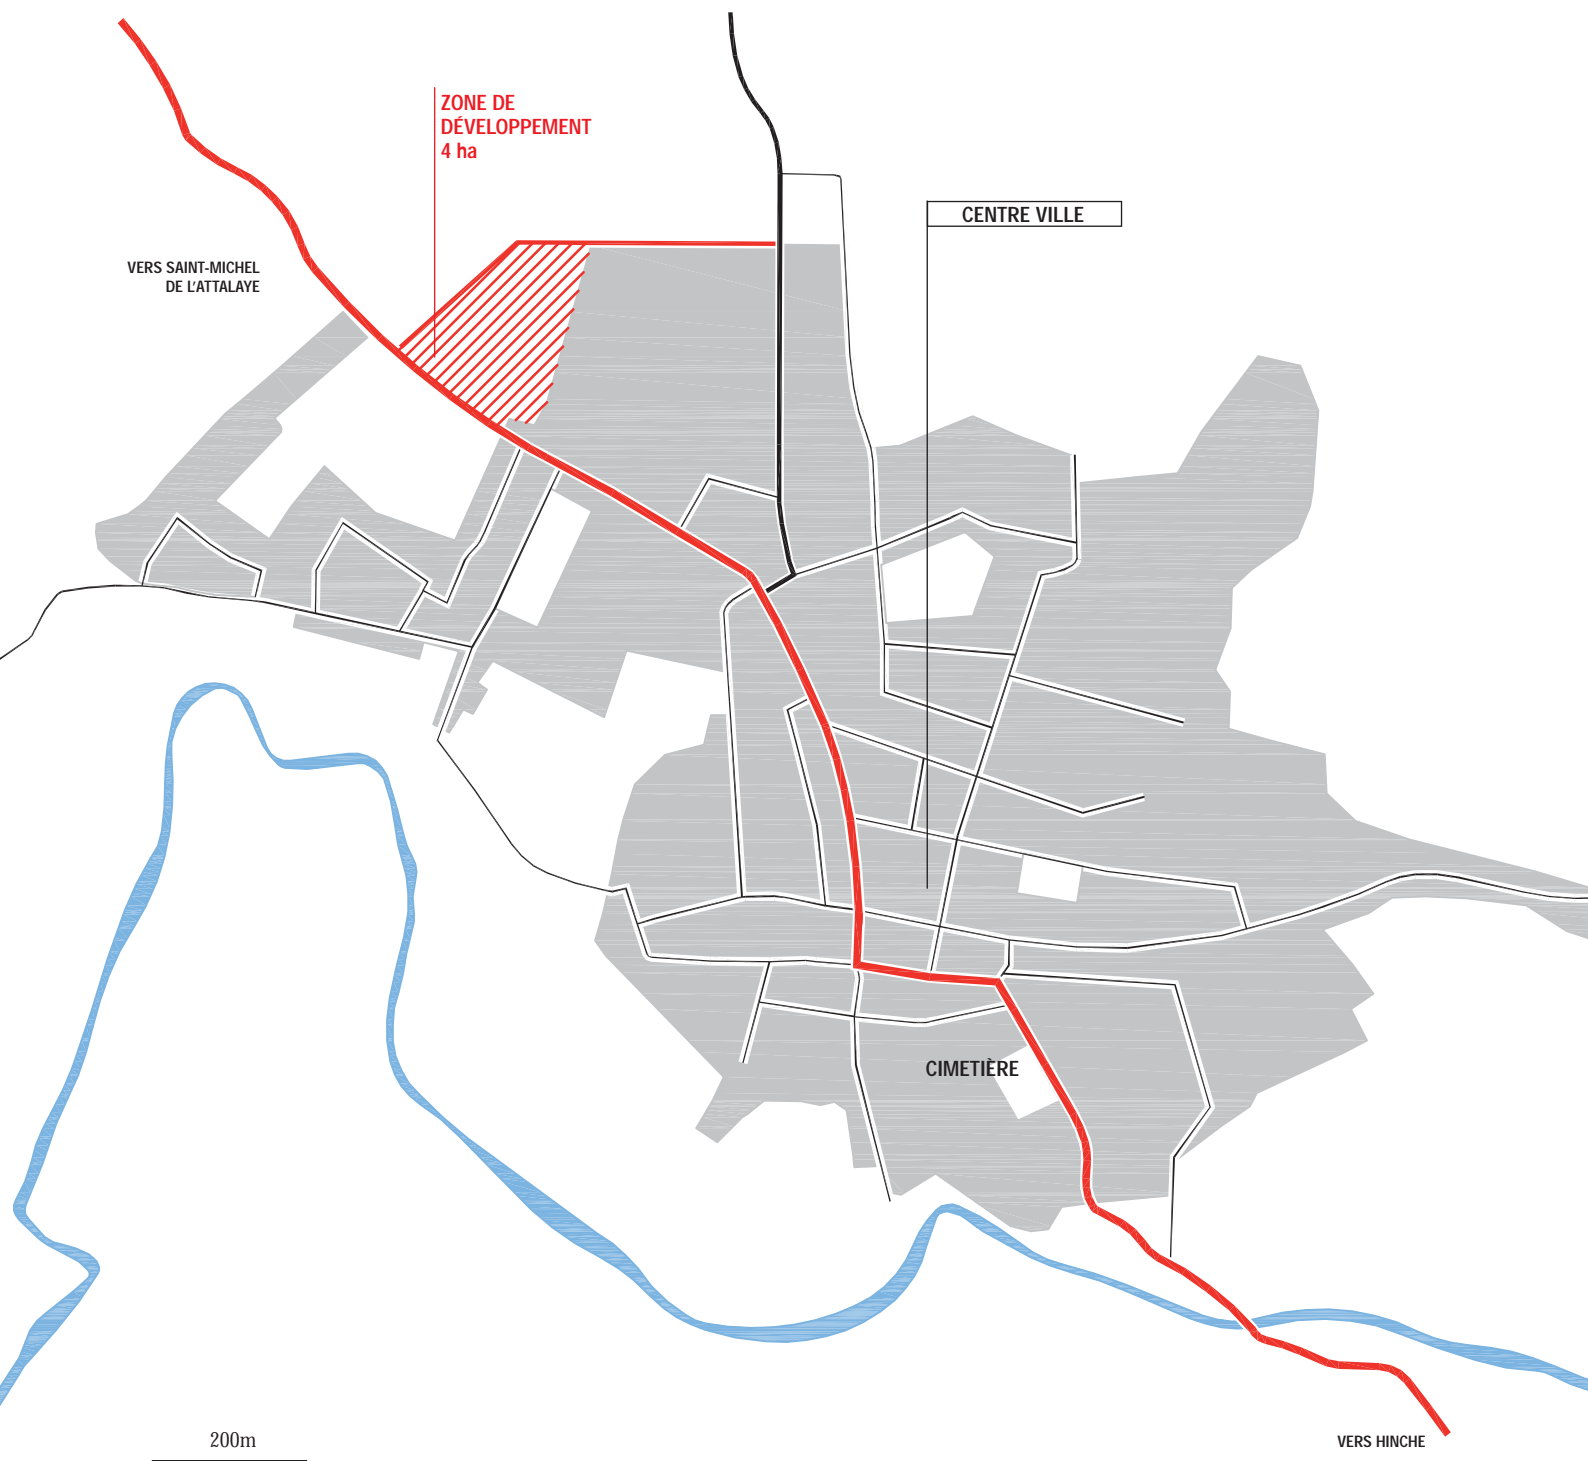 ZONE DE
DÉVELOPPEMENT
4 ha
CENTRE VILLE
VERS SAINT-MICHEL
DE L'ATTALAYE
CIMETIÈRE
200m
VERS HINCHE